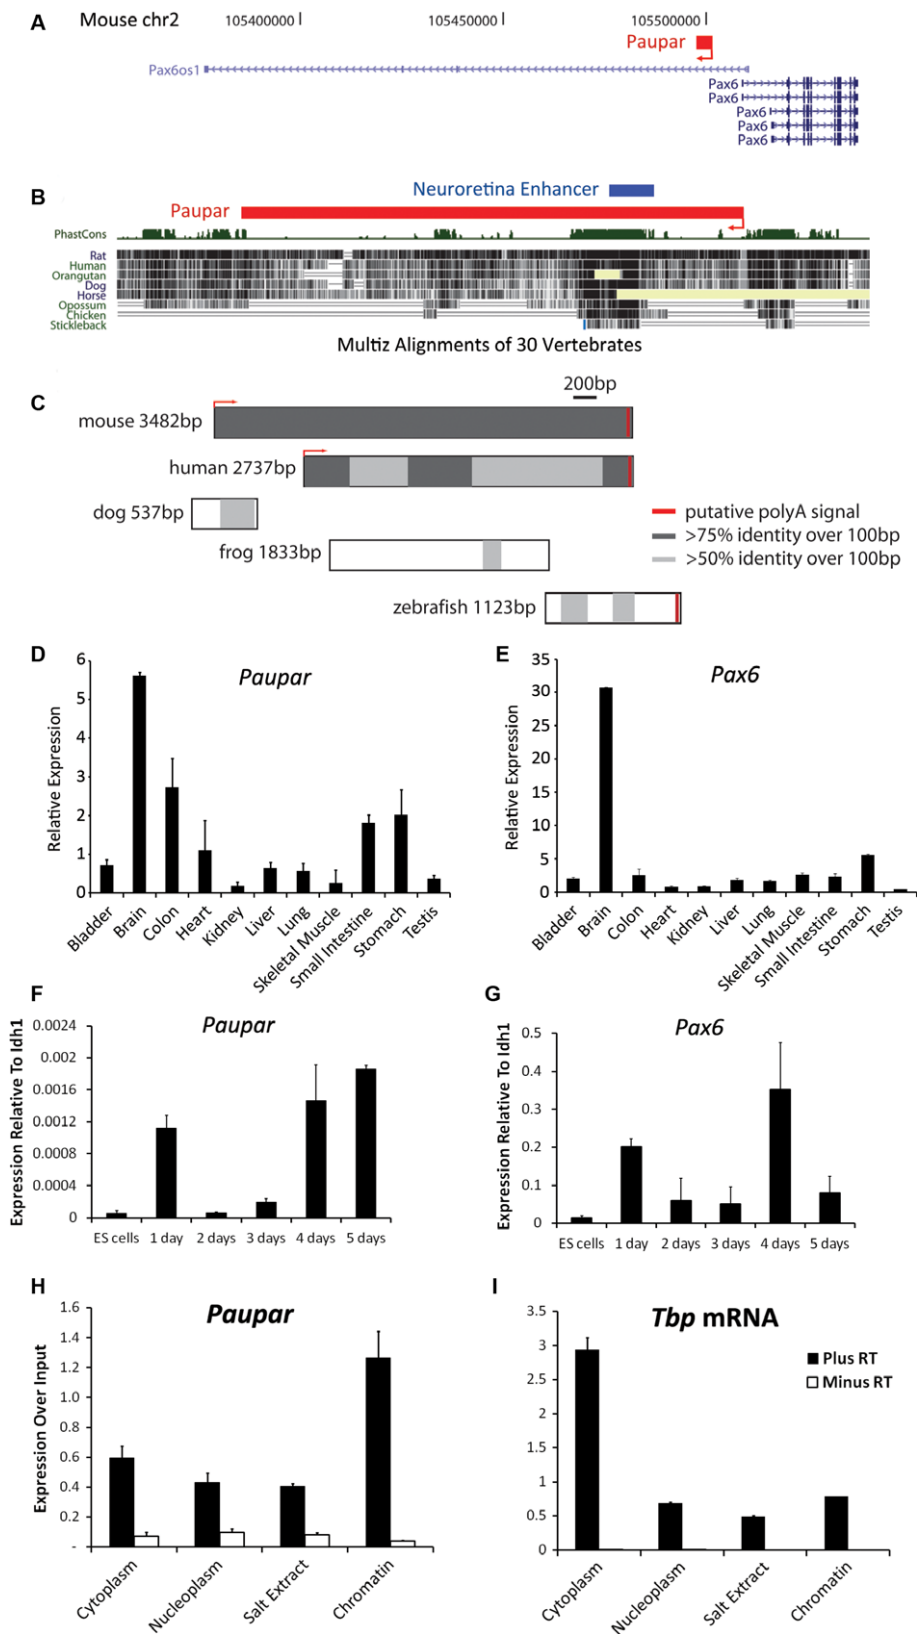 A Mouse chr2 105400000 105450000 105500000
Paupar
Pax6os1
Pax6
Pax6
Pax6
Pax6
Pax6
B Neuroretina Enhancer
Paupar
PhastCons
Rat
Human
Orangutan
Dog
Horse
Opossum
Chicken
Stickleback
Multiz Alignments of 30 Vertebrates
C 200bp
mouse 3482bp
human 2737bp
dog 537bp
frog 1833bp
zebrafish 1123bp
putative polyA signal
>75% identity over 100bp
>50% identity over 100bp
D Paupar
Relative Expression
6
5
4
3
2
1
0
Bladder Brain Colon Heart Kidney Liver Lung Skeletal Muscle Small Intestine Stomach Testis
E Pax6
Relative Expression
35
30
25
20
15
10
5
0
Bladder Brain Colon Heart Kidney Liver Lung Skeletal Muscle Small Intestine Stomach Testis
F Paupar
Expression Relative To Idh1
0.0024
0.002
0.0016
0.0012
0.0008
0.0004
0
ES cells 1 day 2 days 3 days 4 days 5 days
G Pax6
Expression Relative To Idh1
0.5
0.4
0.3
0.2
0.1
0
ES cells 1 day 2 days 3 days 4 days 5 days
H Paupar
Expression Over Input
1.6
1.4
1.2
1.0
0.8
0.6
0.4
0.2
-
Cytoplasm Nucleoplasm Salt Extract Chromatin
I Tbp mRNA
3.5
3
2.5
2
1.5
1
0.5
0
Plus RT
Minus RT
Cytoplasm Nucleoplasm Salt Extract Chromatin